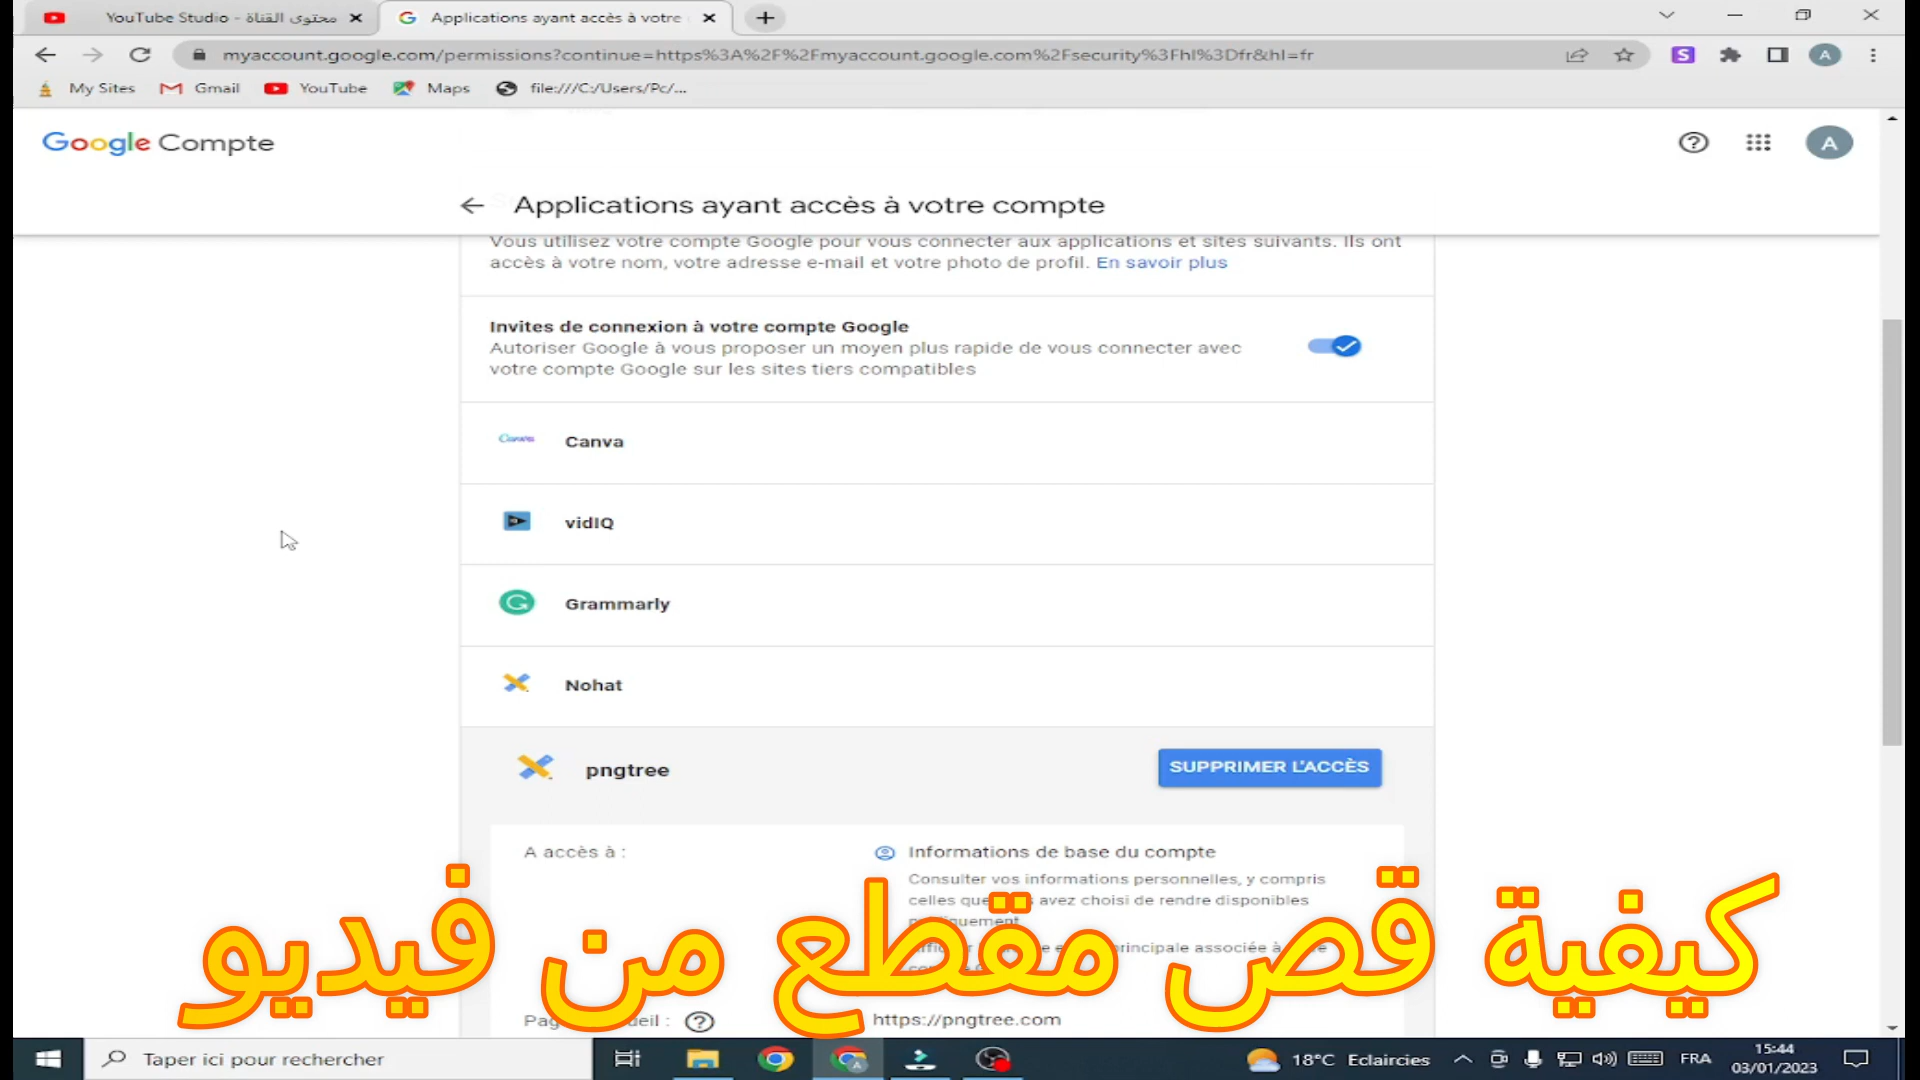 YouTube Studio - محتوى القناة
Applications ayant accès à votre
myaccount.google.com/permissions?continue=https%3A%2F%2Fmyaccount.google.com%2Fsecurity%3Fhl%3Dfr&hl=fr
A
My Sites
Gmail
YouTube
Maps
file:///C:/Users/Pc/...
Google Compte
A
Applications ayant accès à votre compte
Vous utilisez votre compte Google pour vous connecter aux applications et sites suivants. Ils ont
accès à votre nom, votre adresse e-mail et votre photo de profil. En savoir plus
Invites de connexion à votre compte Google
Autoriser Google à vous proposer un moyen plus rapide de vous connecter avec
votre compte Google sur les sites tiers compatibles
Canva
Canva
vidIQ
Grammarly
Nohat
pngtree
SUPPRIMER L'ACCÈS
A accès à :
Informations de base du compte
Consulter vos informations personnelles, y compris
celles que avez choisi de rendre disponibles
principale associée à
كيفية قص مقطع من فيديو
https://pngtree.com
Taper ici pour rechercher
18°C Eclaircies
FRA
15:44
03/01/2023